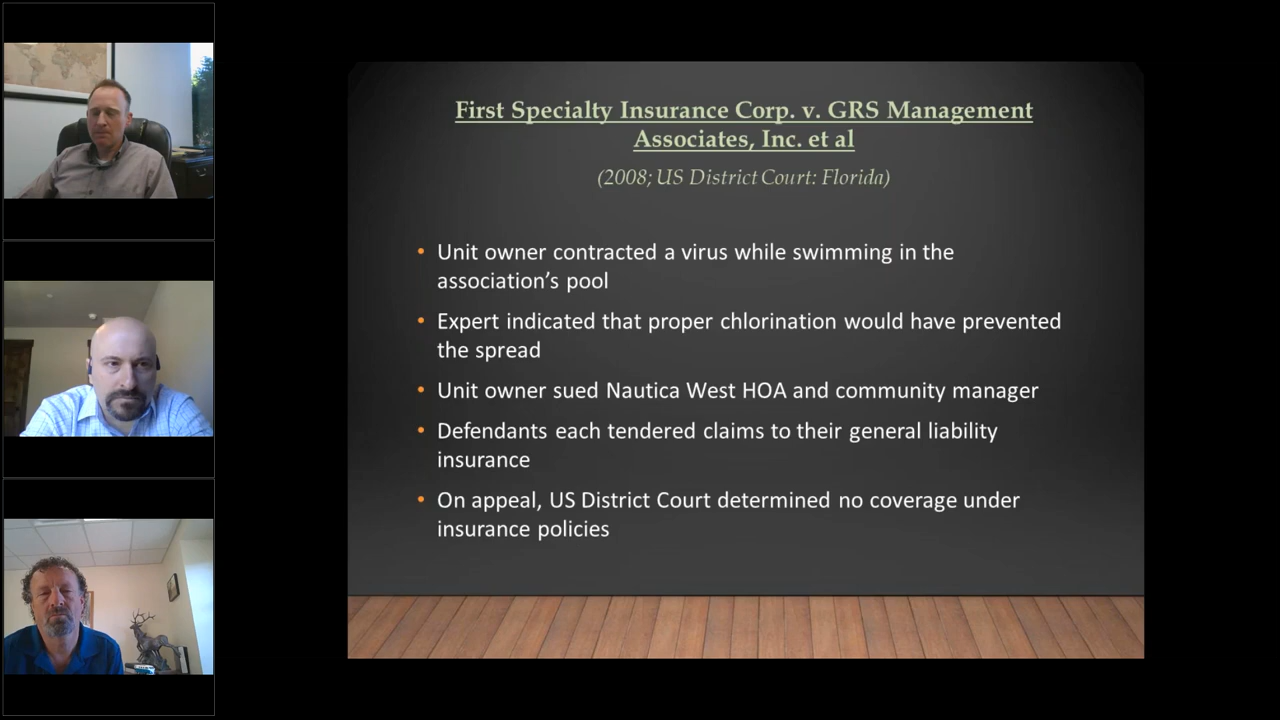 First Specialty Insurance Corp. v. GRS Management
Associates, Inc. et al
(2008; US District Court: Florida)
• Unit owner contracted a virus while swimming in the
association’s pool
• Expert indicated that proper chlorination would have prevented
the spread
• Unit owner sued Nautica West HOA and community manager
• Defendants each tendered claims to their general liability
insurance
• On appeal, US District Court determined no coverage under
insurance policies